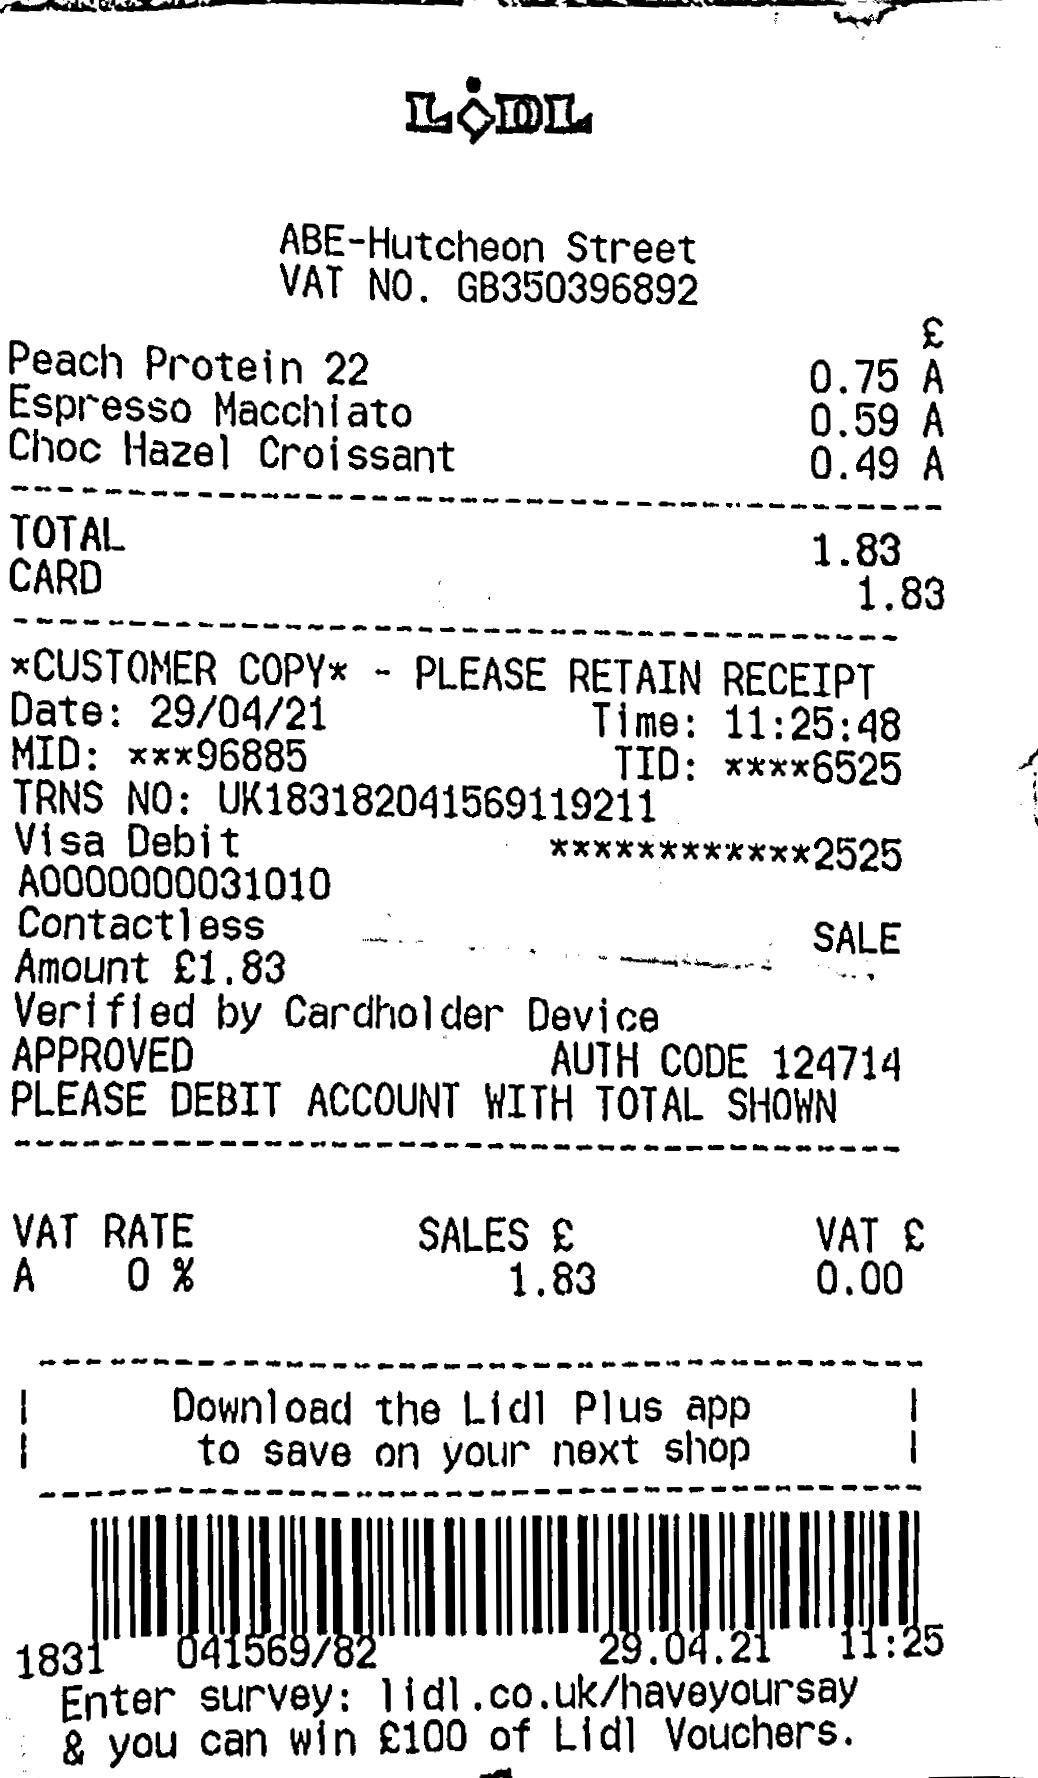 LIDL
ABE-Hutcheon Street
VAT NO. GB350396892
£
Peach Protein 22 0.75 A
Espresso Macchiato 0.59 A
Choc Hazel Croissant 0.49 A
TOTAL 1.83
CARD 1.83
*CUSTOMER COPY* - PLEASE RETAIN RECEIPT
Date: 29/04/21 Time: 11:25:48
MID: ***96885 TID: ****6525
TRNS NO: UK183182041569119211
Visa Debit ************2525
A0000000031010
Contactless SALE
Amount £1.83
Verified by Cardholder Device
APPROVED AUTH CODE 124714
PLEASE DEBIT ACCOUNT WITH TOTAL SHOWN
VAT RATE SALES £ VAT £
A 0 % 1.83 0.00
Download the Lidl Plus app
to save on your next shop
1831 041569/82 29.04.21 11:25
Enter survey: lidl.co.uk/haveyoursay
& you can win £100 of Lidl Vouchers.